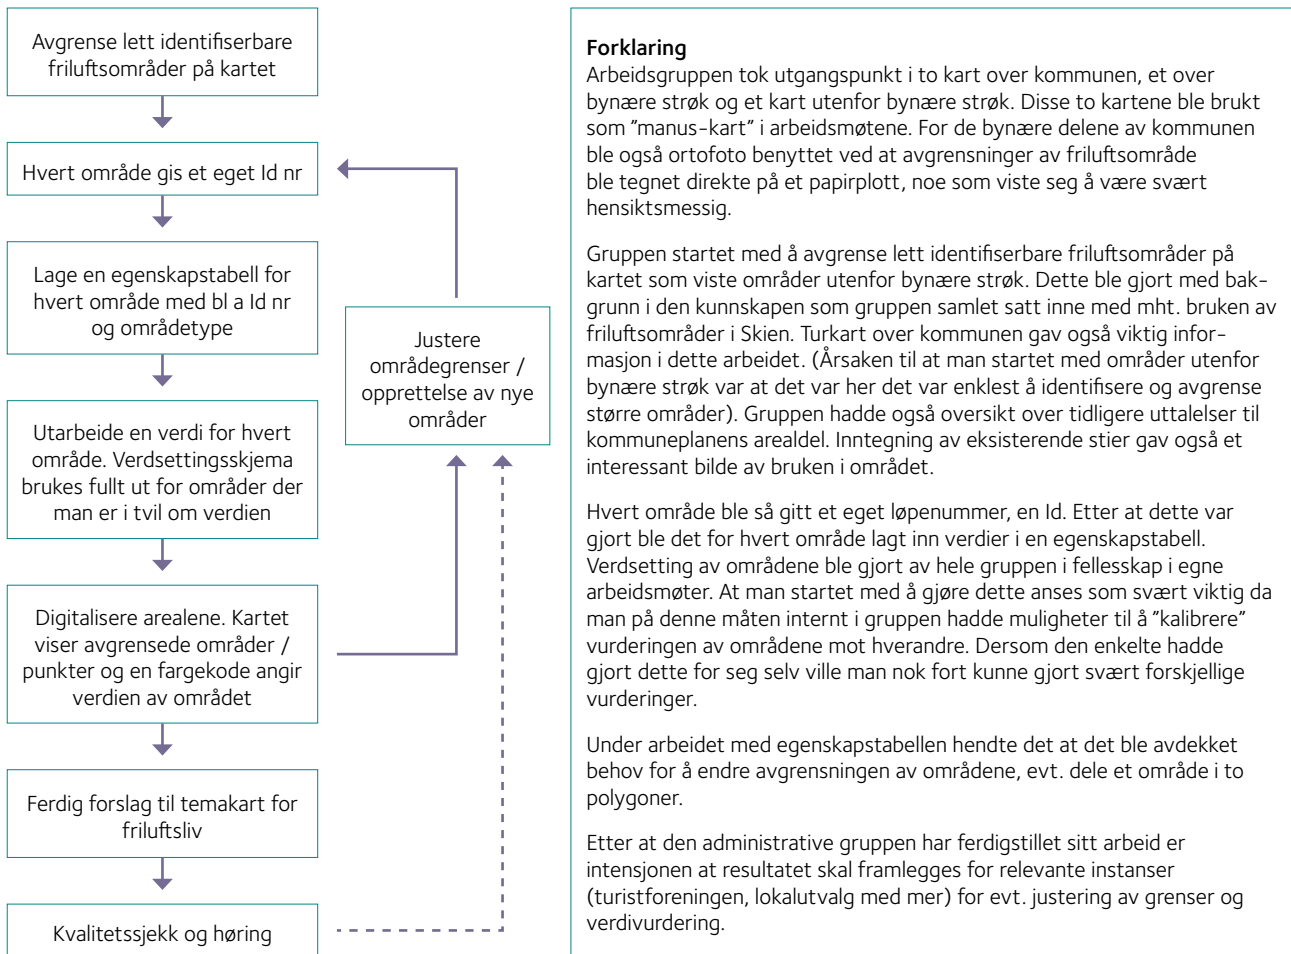 Avgrense lett identifiserbare
friluftsområder på kartet
Hvert område gis et eget Id nr
Lage en egenskapstabell for
hvert område med bl a Id nr
og områdetype
Utarbeide en verdi for hvert
område. Verdsettingsskjema
brukes fullt ut for områder der
man er i tvil om verdien
Digitalisere arealene. Kartet
viser avgrensede områder /
punkter og en fargekode angir
verdien av området
Ferdig forslag til temakart for
friluftsliv
Kvalitetssjekk og høring
Justere
områdegrenser /
opprettelse av nye
områder
Forklaring
Arbeidsgruppen tok utgangspunkt i to kart over kommunen, et over
bynære strøk og et kart utenfor bynære strøk. Disse to kartene ble brukt
som ”manus-kart” i arbeidsmøtene. For de bynære delene av kommunen
ble også ortofoto benyttet ved at avgrensninger av friluftsområde
ble tegnet direkte på et papirplott, noe som viste seg å være svært
hensiktsmessig.
Gruppen startet med å avgrense lett identifiserbare friluftsområder på
kartet som viste områder utenfor bynære strøk. Dette ble gjort med bak-
grunn i den kunnskapen som gruppen samlet satt inne med mht. bruken av
friluftsområder i Skien. Turkart over kommunen gav også viktig infor-
masjon i dette arbeidet. (Årsaken til at man startet med områder utenfor
bynære strøk var at det var her det var enklest å identifisere og avgrense
større områder). Gruppen hadde også oversikt over tidligere uttalelser til
kommuneplanens arealdel. Inntegning av eksisterende stier gav også et
interessant bilde av bruken i området.
Hvert område ble så gitt et eget løpenummer, en Id. Etter at dette var
gjort ble det for hvert område lagt inn verdier i en egenskapstabell.
Verdsetting av områdene ble gjort av hele gruppen i fellesskap i egne
arbeidsmøter. At man startet med å gjøre dette anses som svært viktig da
man på denne måten internt i gruppen hadde muligheter til å ”kalibrere”
vurderingen av områdene mot hverandre. Dersom den enkelte hadde
gjort dette for seg selv ville man nok fort kunne gjort svært forskjellige
vurderinger.
Under arbeidet med egenskapstabellen hendte det at det ble avdekket
behov for å endre avgrensningen av områdene, evt. dele et område i to
polygoner.
Etter at den administrative gruppen har ferdigstillet sitt arbeid er
intensjonen at resultatet skal framlegges for relevante instanser
(turistforeningen, lokalutvalg med mer) for evt. justering av grenser og
verdivurdering.